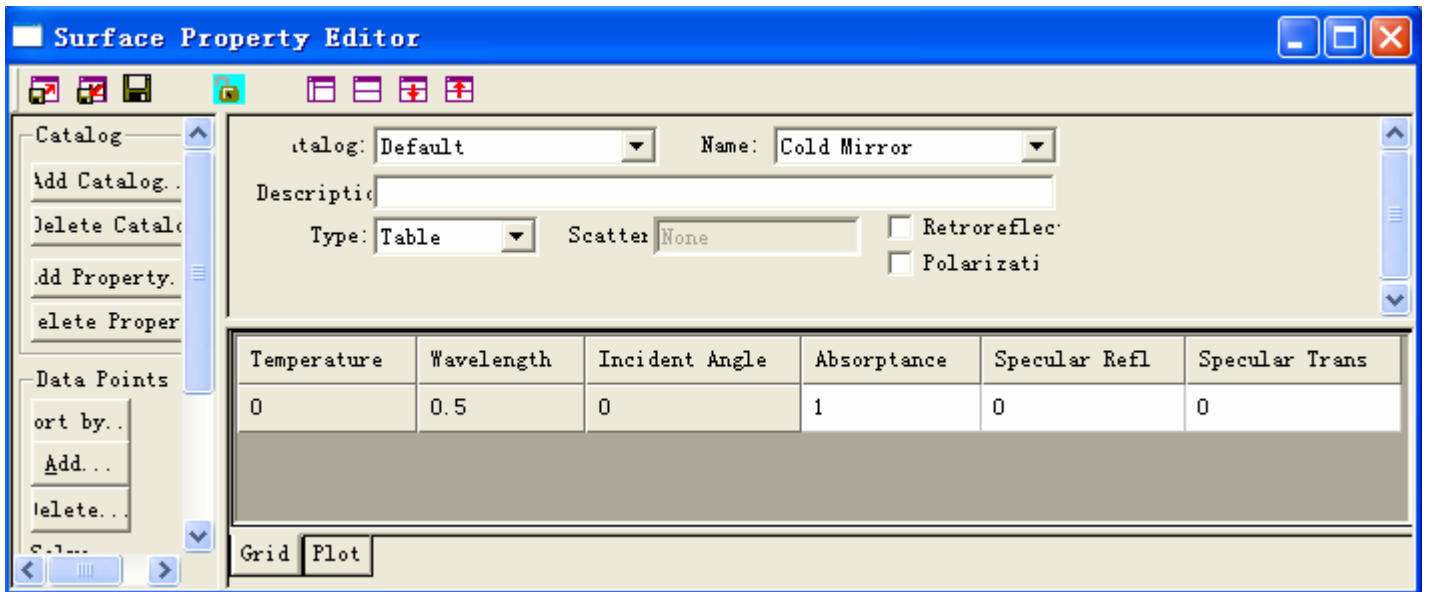 Surface Property Editor
Catalog
Add Catalog..
Delete Catalo
dd Property.
elete Proper
Data Points
ort by..
Add...
elete...
talog: Default Name: Cold Mirror
Descriptic
Type: Table Scatter None
Retroreflec
Polarizati
Temperature Wavelength Incident Angle Absorptance Specular Refl Specular Trans
0 0.5 0 1 0 0
Grid Plot